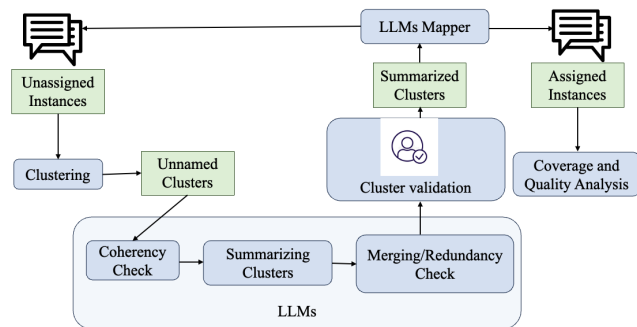 LLMs Mapper
Unassigned
Instances
Summarized
Clusters
Assigned
Instances
Clustering
Unnamed
Clusters
Cluster validation
Coverage and
Quality Analysis
Coherency
Check
Summarizing
Clusters
Merging/Redundancy
Check
LLMs